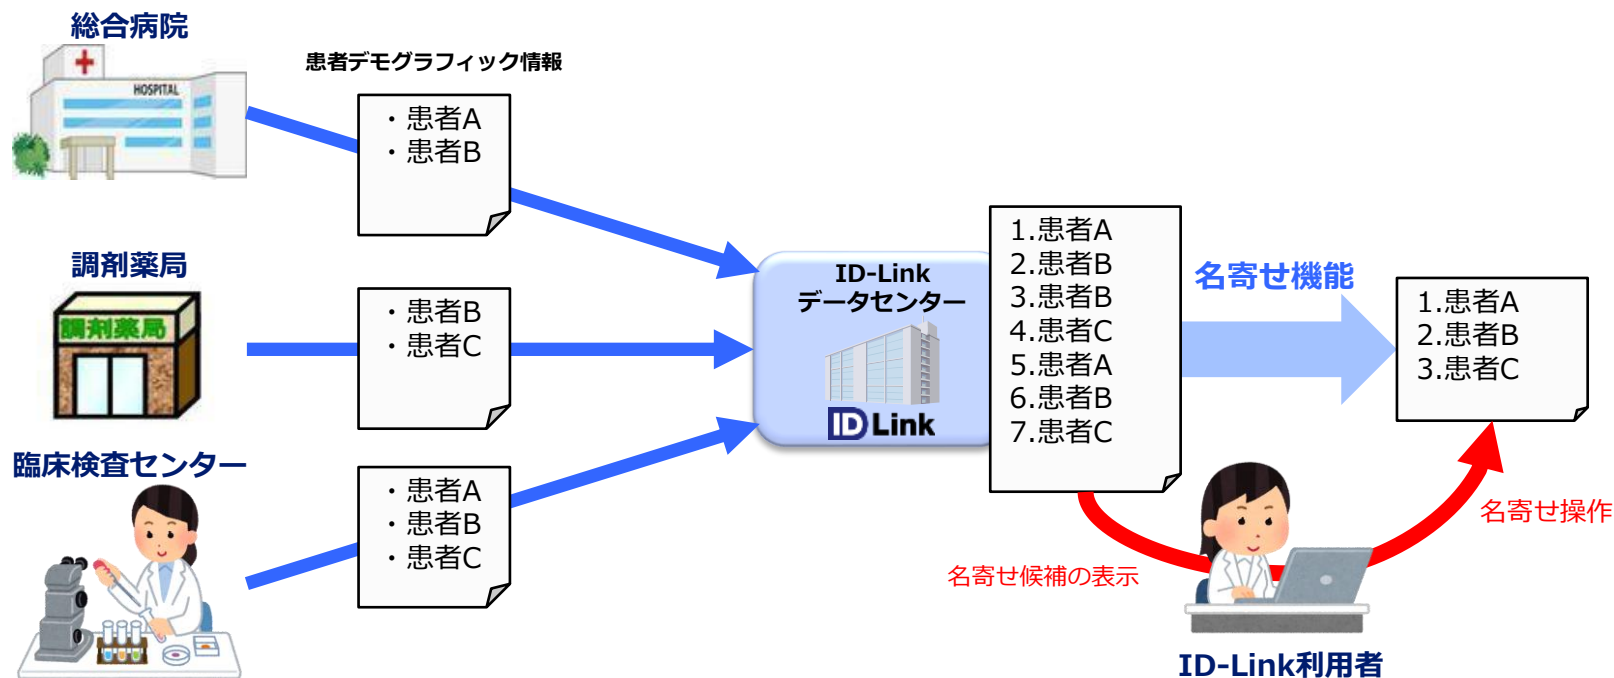 総合病院
HOSPITAL
患者デモグラフィック情報
・患者A
・患者B
調剤薬局
調剤薬局
・患者B
・患者C
臨床検査センター
・患者A
・患者B
・患者C
ID-Link
データセンター
ID Link
1.患者A
2.患者B
3.患者B
4.患者C
5.患者A
6.患者B
7.患者C
名寄せ機能
1.患者A
2.患者B
3.患者C
名寄せ操作
名寄せ候補の表示
ID-Link利用者